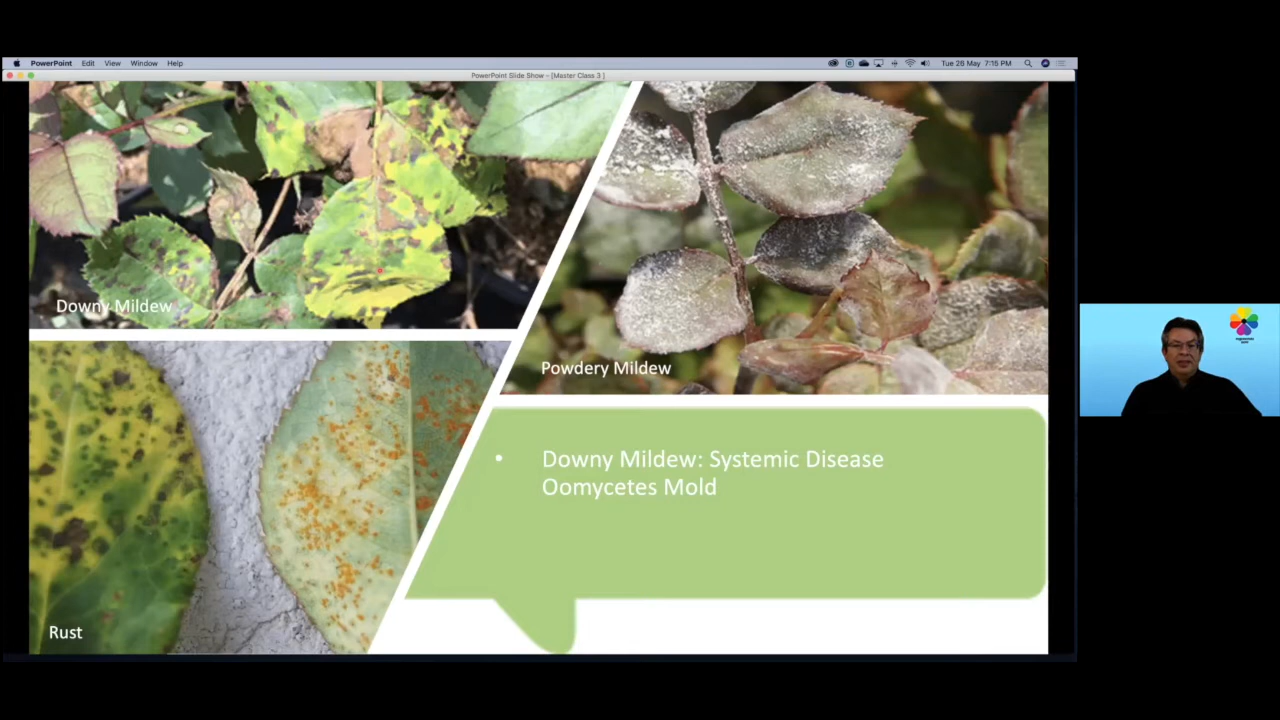 PowerPoint Edit View Window Help
Tue 26 May 7:15 PM
PowerPoint Slide Show - [Master Class 3 ]
Downy Mildew
Powdery Mildew
• Downy Mildew: Systemic Disease
Oomycetes Mold
Rust